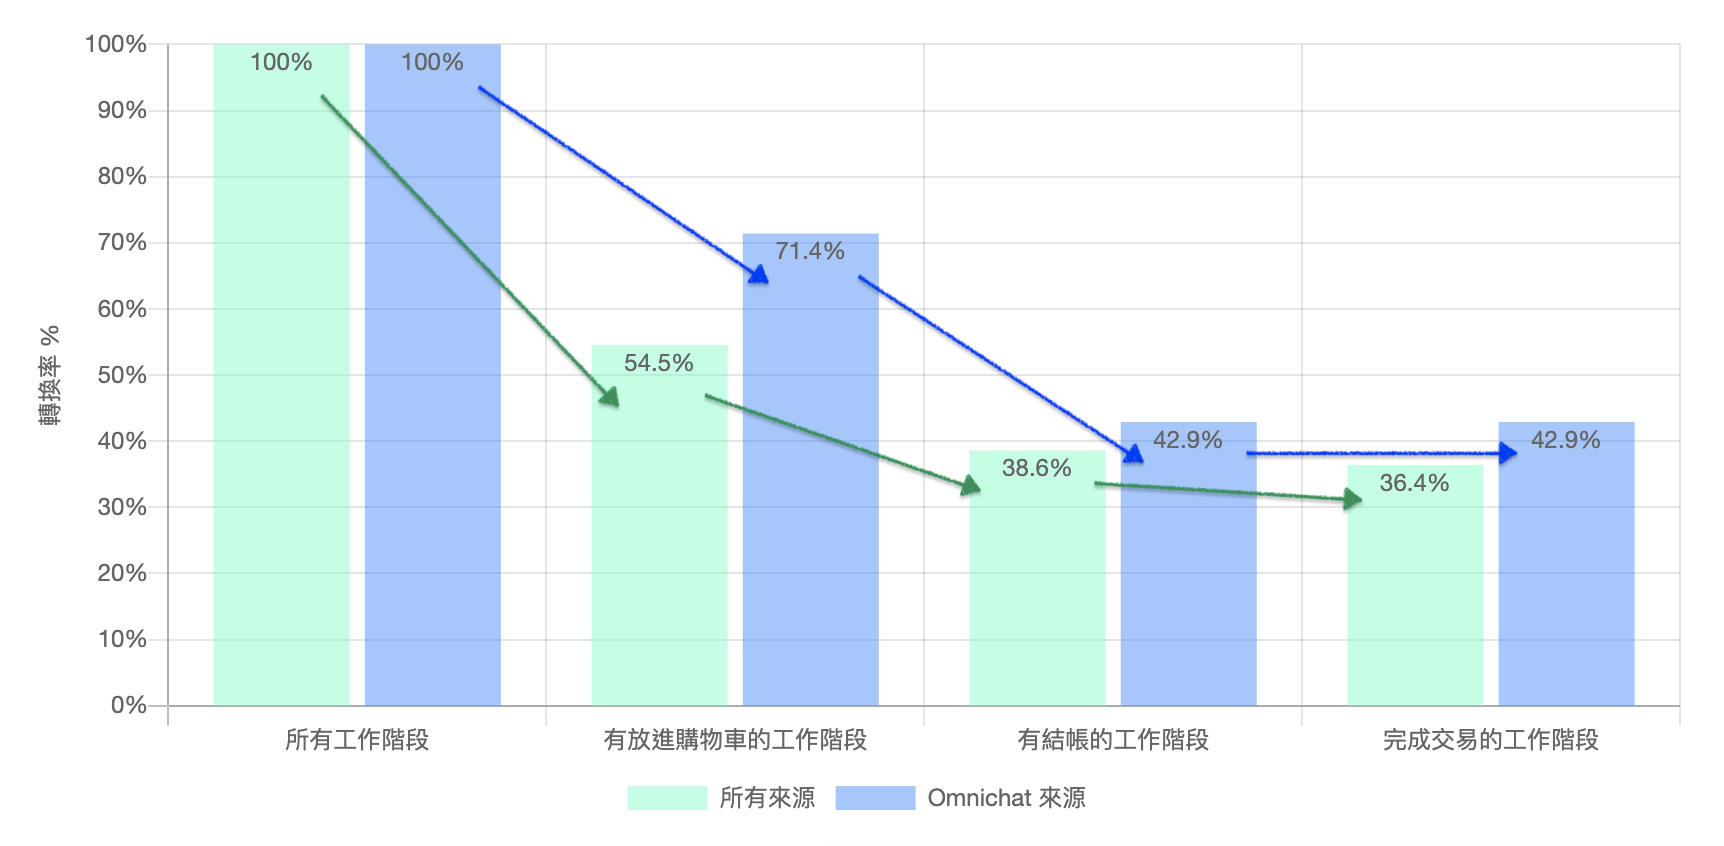 100%
90%
80%
70%
60%
50%
40%
30%
20%
10%
0%
轉換率 %
100%
100%
54.5%
71.4%
38.6%
42.9%
36.4%
42.9%
所有工作階段
有放進購物車的工作階段
有結帳的工作階段
完成交易的工作階段
所有來源
Omnichat 來源